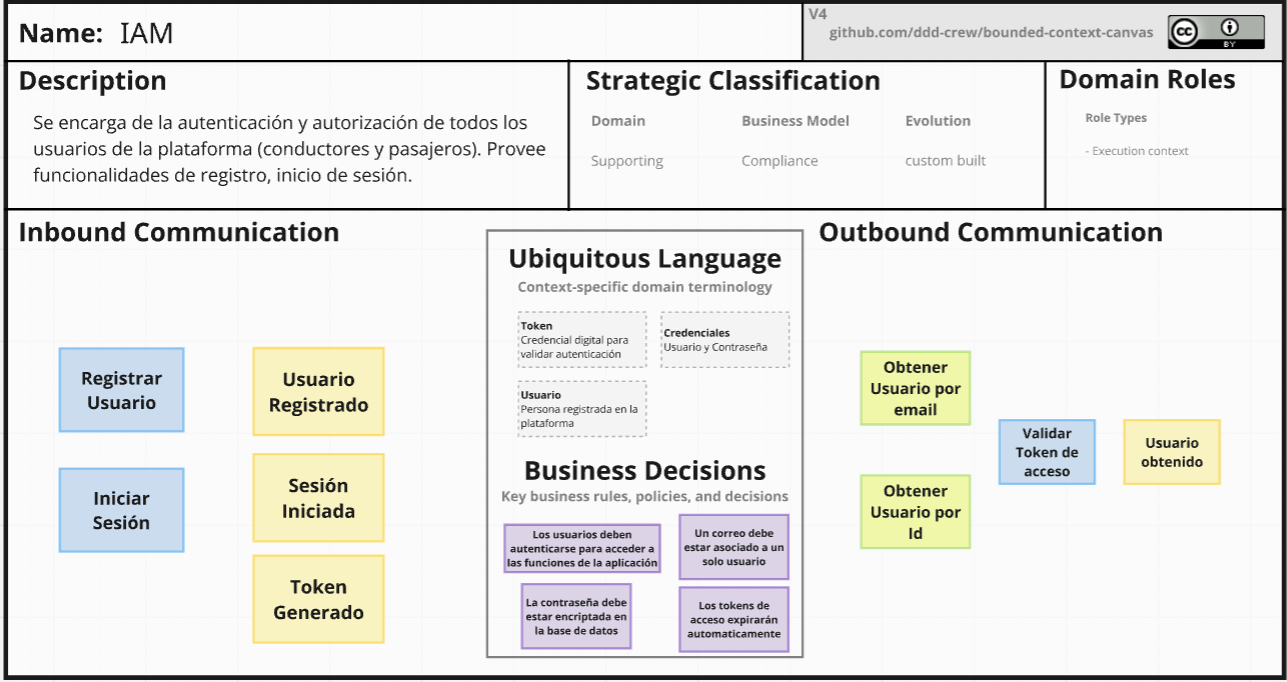 Name: IAM
V4
github.com/ddd-crew/bounded-context-canvas
cc
BY
Description
Se encarga de la autenticación y autorización de todos los
usuarios de la plataforma (conductores y pasajeros). Provee
funcionalidades de registro, inicio de sesión.
Strategic Classification
Domain
Supporting
Business Model
Compliance
Evolution
custom built
Domain Roles
Role Types
- Execution context
Inbound Communication
Registrar
Usuario
Usuario
Registrado
Iniciar
Sesión
Sesión
Iniciada
Token
Generado
Ubiquitous Language
Context-specific domain terminology
Token
Credencial digital para
validar autenticación
Credenciales
Usuario y Contraseña
Usuario
Persona registrada en la
plataforma
Business Decisions
Key business rules, policies, and decisions
Los usuarios deben
autenticarse para acceder a
las funciones de la aplicación
Un correo debe
estar asociado a un
solo usuario
La contraseña debe
estar encriptada en
la base de datos
Los tokens de
acceso expirarán
automaticamente
Outbound Communication
Obtener
Usuario por
email
Validar
Token de
acceso
Usuario
obtenido
Obtener
Usuario por
Id